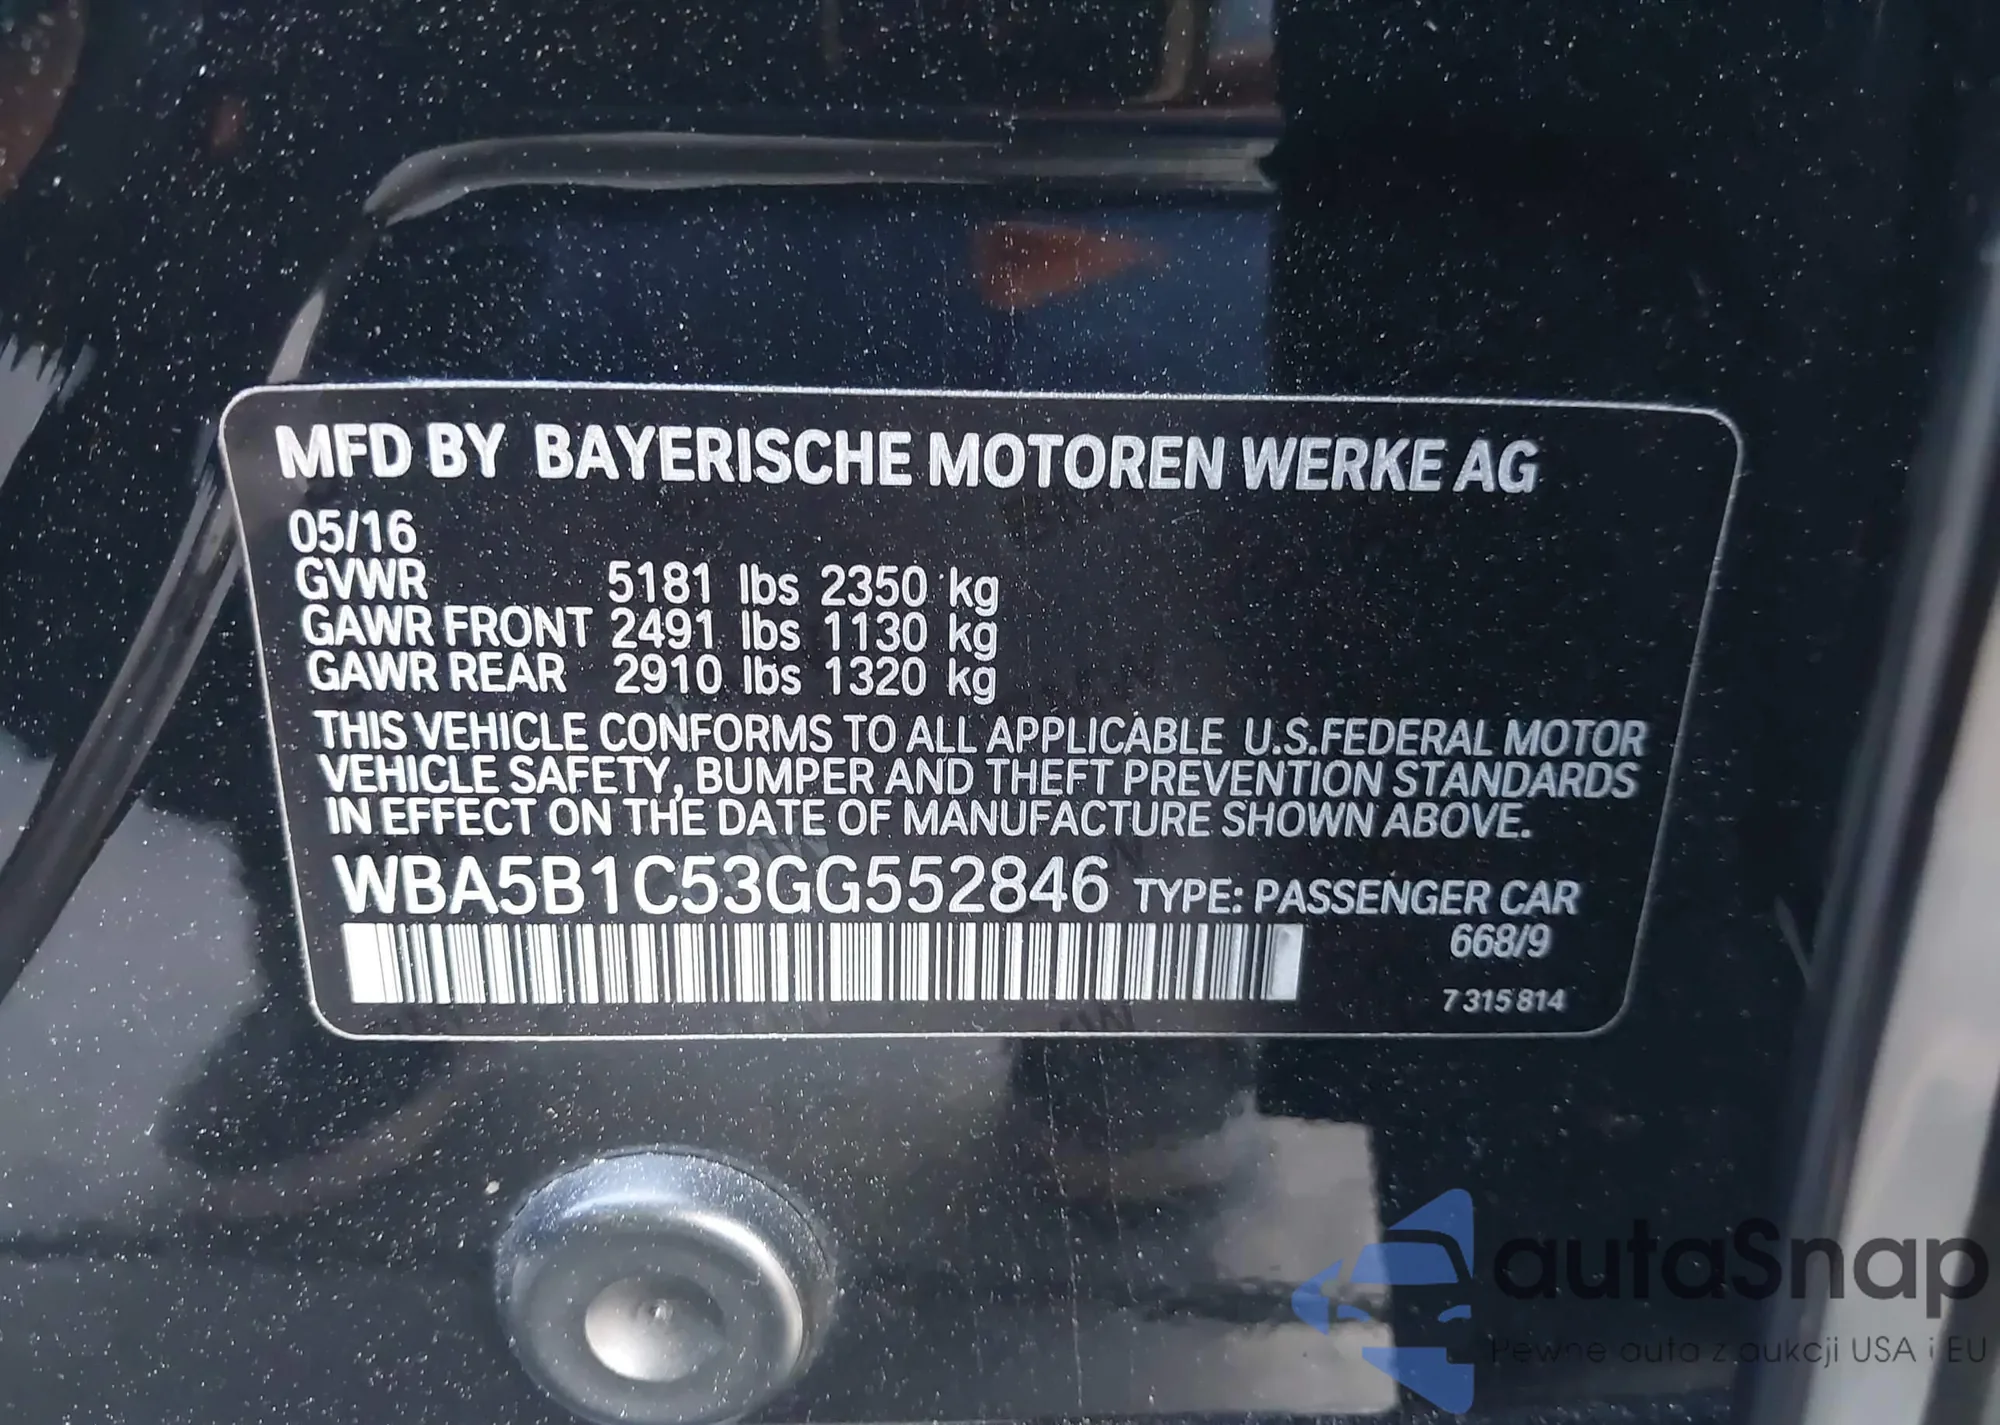 MFD BY BAYERISCHE MOTOREN WERKE AG
05/16
GVWR 5181 lbs 2350 kg
GAWR FRONT 2491 lbs 1130 kg
GAWR REAR 2910 lbs 1320 kg
THIS VEHICLE CONFORMS TO ALL APPLICABLE U.S.FEDERAL MOTOR
VEHICLE SAFETY, BUMPER AND THEFT PREVENTION STANDARDS
IN EFFECT ON THE DATE OF MANUFACTURE SHOWN ABOVE.
WBA5B1C53GG552846 TYPE: PASSENGER CAR
668/9
7 315 814
autaSnap
Pewne auta z aukcji USA i EU